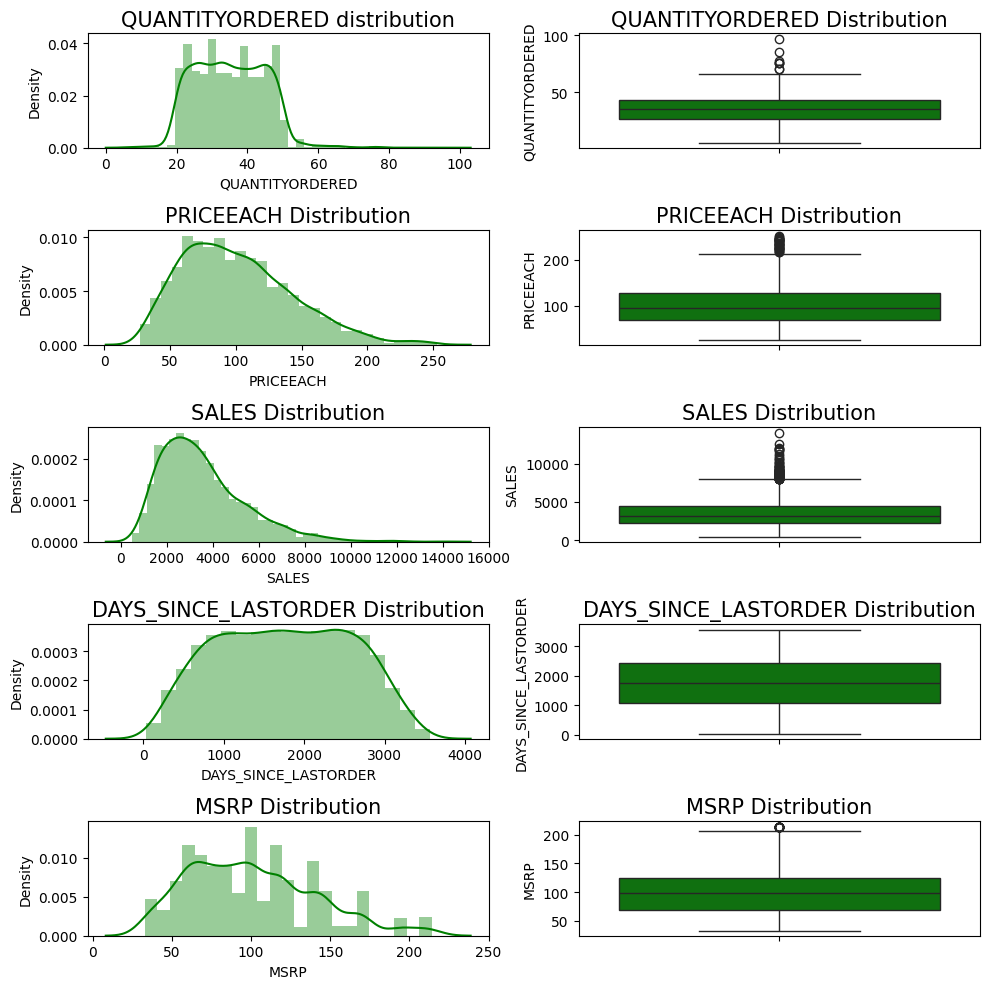 QUANTITYORDERED distribution
0.04
0.02
0.00
Density
0 20 40 60 80 100
QUANTITYORDERED
QUANTITYORDERED Distribution
100
50
QUANTITYORDERED
PRICEEACH Distribution
0.010
0.005
0.000
Density
0 50 100 150 200 250
PRICEEACH
PRICEEACH Distribution
200
100
PRICEEACH
SALES Distribution
0.0002
0.0001
0.0000
Density
0 2000 4000 6000 8000 10000 12000 14000 16000
SALES
SALES Distribution
10000
5000
0
SALES
DAYS_SINCE_LASTORDER Distribution
0.0003
0.0002
0.0001
0.0000
Density
0 1000 2000 3000 4000
DAYS_SINCE_LASTORDER
DAYS_SINCE_LASTORDER Distribution
3000
2000
1000
0
DAYS_SINCE_LASTORDER
MSRP Distribution
0.010
0.005
0.000
Density
0 50 100 150 200 250
MSRP
MSRP Distribution
200
150
100
50
MSRP